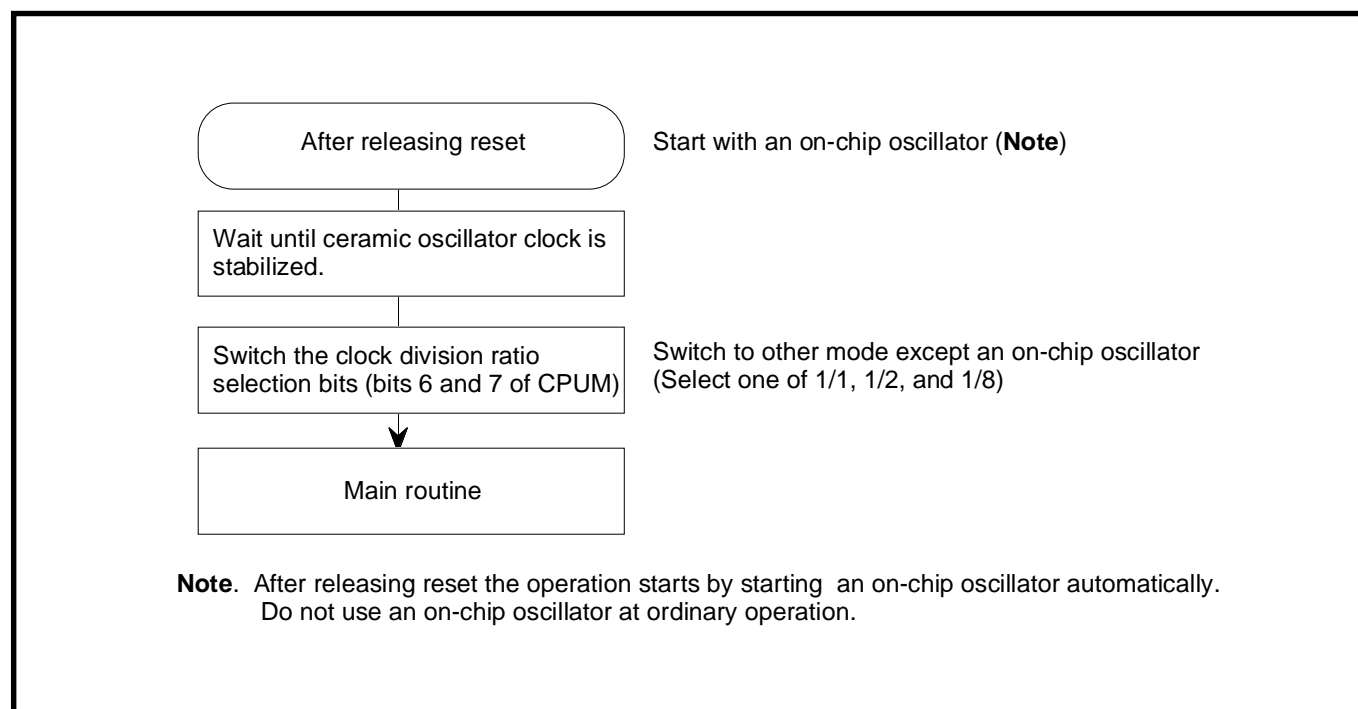 After releasing reset
Start with an on-chip oscillator (Note)
Wait until ceramic oscillator clock is
stabilized.
Switch the clock division ratio
selection bits (bits 6 and 7 of CPUM)
Switch to other mode except an on-chip oscillator
(Select one of 1/1, 1/2, and 1/8)
Main routine
Note. After releasing reset the operation starts by starting an on-chip oscillator automatically.
Do not use an on-chip oscillator at ordinary operation.